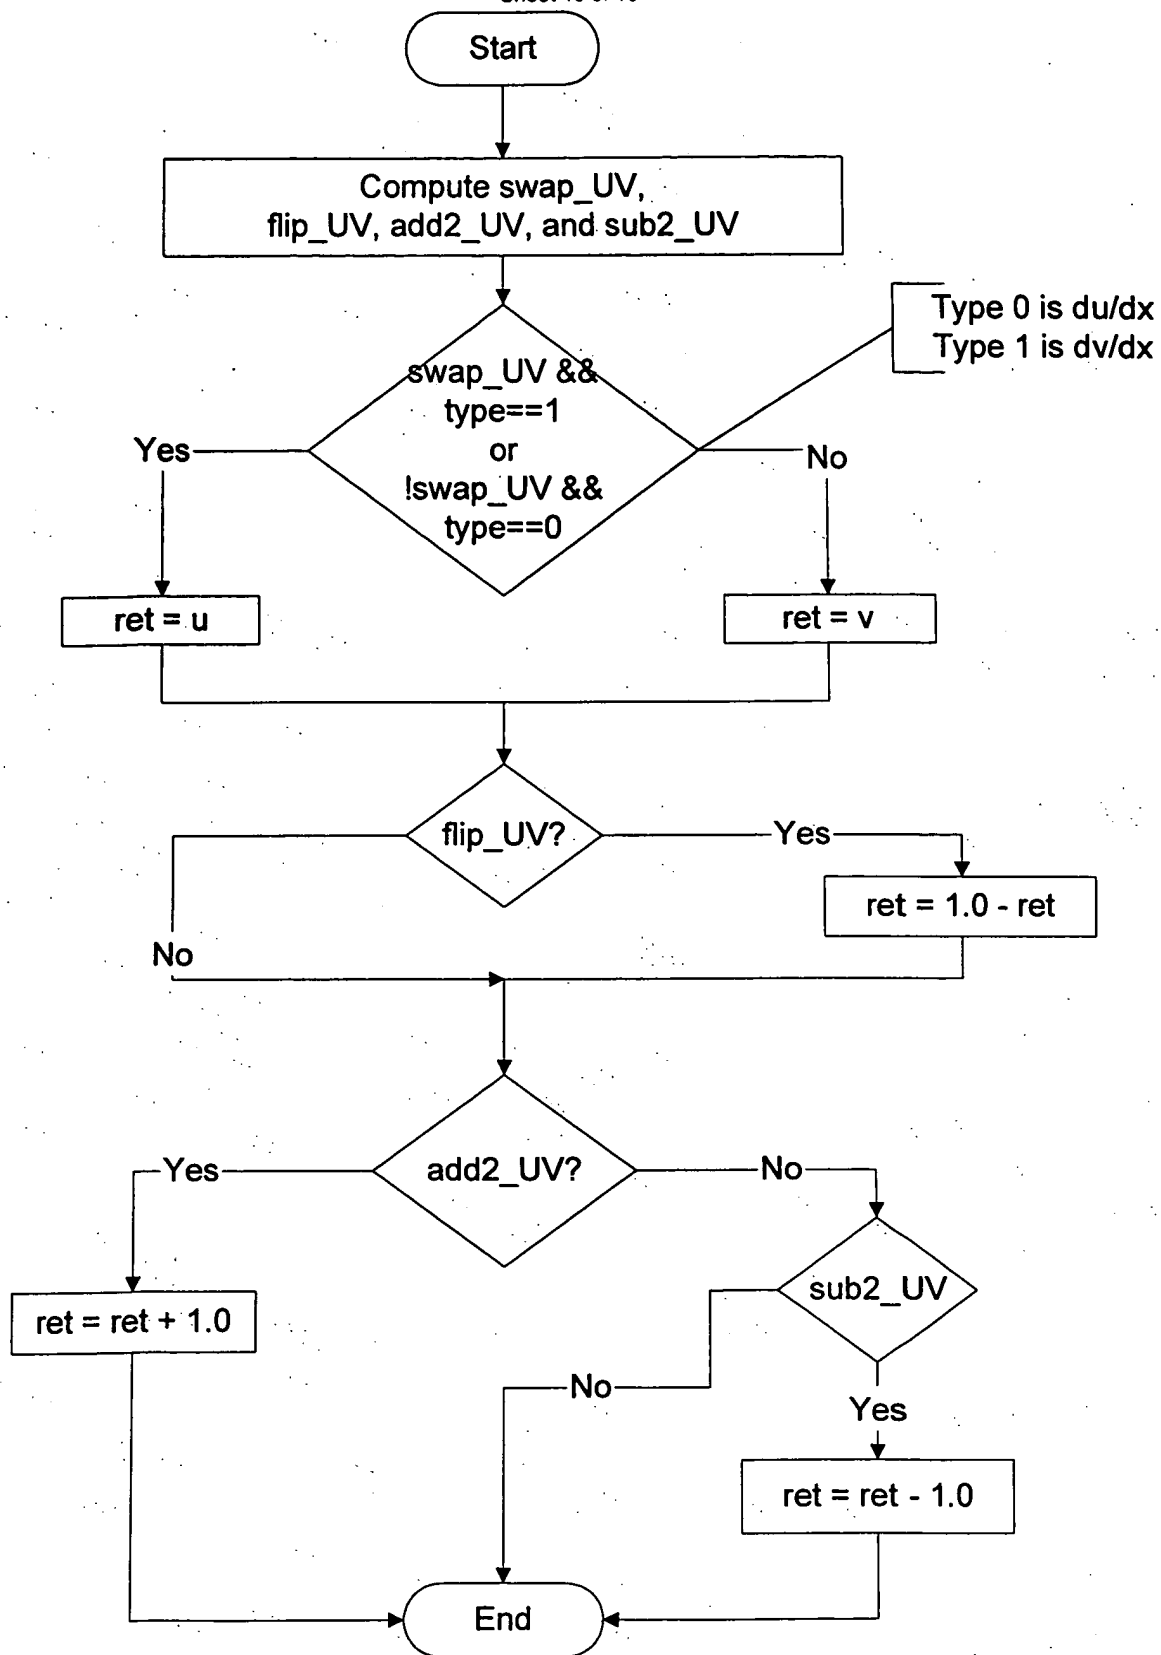 Start
Compute swap_UV,
flip_UV, add2_UV, and sub2_UV
Type 0 is du/dx
Type 1 is dv/dx
swap_UV &&
type==1
or
!swap_UV &&
type==0
Yes
No
ret = u
ret = v
flip_UV?
Yes
ret = 1.0 - ret
No
add2_UV?
Yes
No
sub2_UV
ret = ret + 1.0
No
Yes
ret = ret - 1.0
End